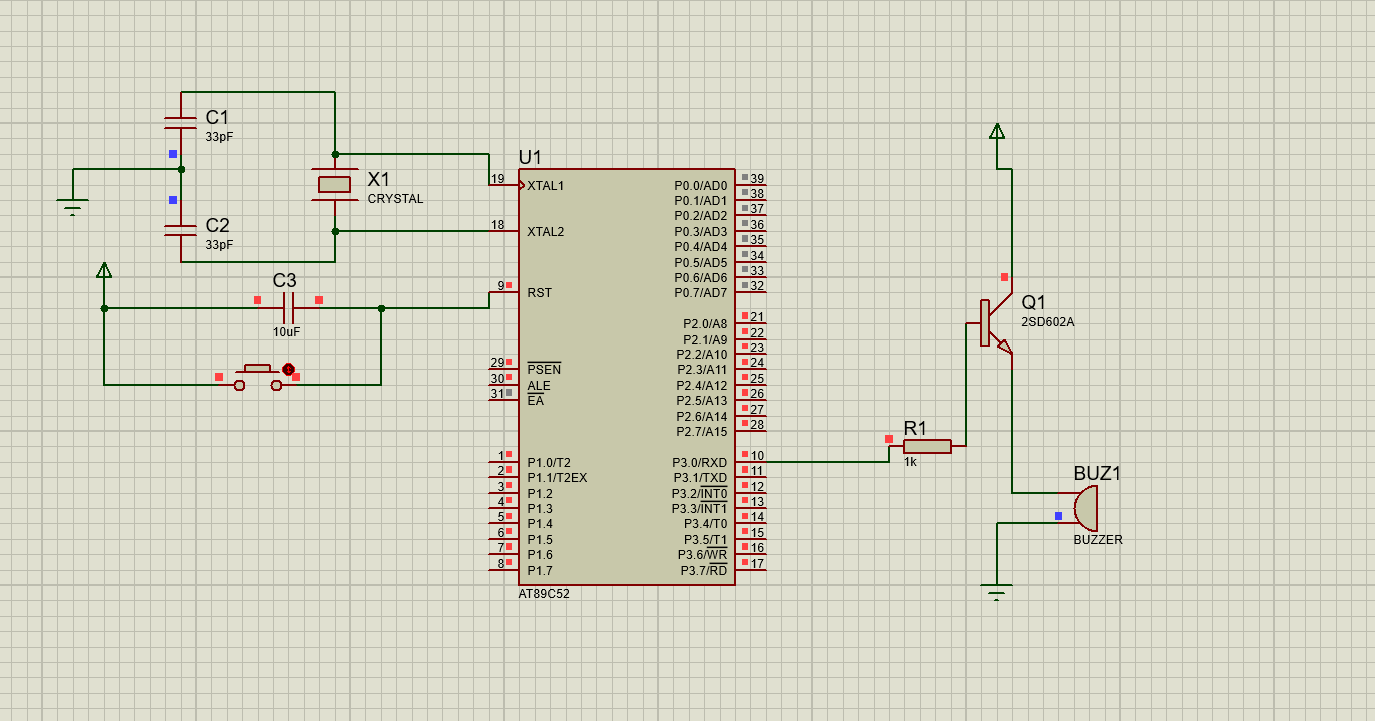 C1
33pF
C2
33pF
X1
CRYSTAL
C3
10uF
U1
19 XTAL1
18 XTAL2
9 RST
29 PSEN
30 ALE
31 EA
1 P1.0/T2
2 P1.1/T2EX
3 P1.2
4 P1.3
5 P1.4
6 P1.5
7 P1.6
8 P1.7
P0.0/AD0 39
P0.1/AD1 38
P0.2/AD2 37
P0.3/AD3 36
P0.4/AD4 35
P0.5/AD5 34
P0.6/AD6 33
P0.7/AD7 32
P2.0/A8 21
P2.1/A9 22
P2.2/A10 23
P2.3/A11 24
P2.4/A12 25
P2.5/A13 26
P2.6/A14 27
P2.7/A15 28
P3.0/RXD 10
P3.1/TXD 11
P3.2/INT0 12
P3.3/INT1 13
P3.4/T0 14
P3.5/T1 15
P3.6/WR 16
P3.7/RD 17
AT89C52
R1
1k
Q1
2SD602A
BUZ1
BUZZER